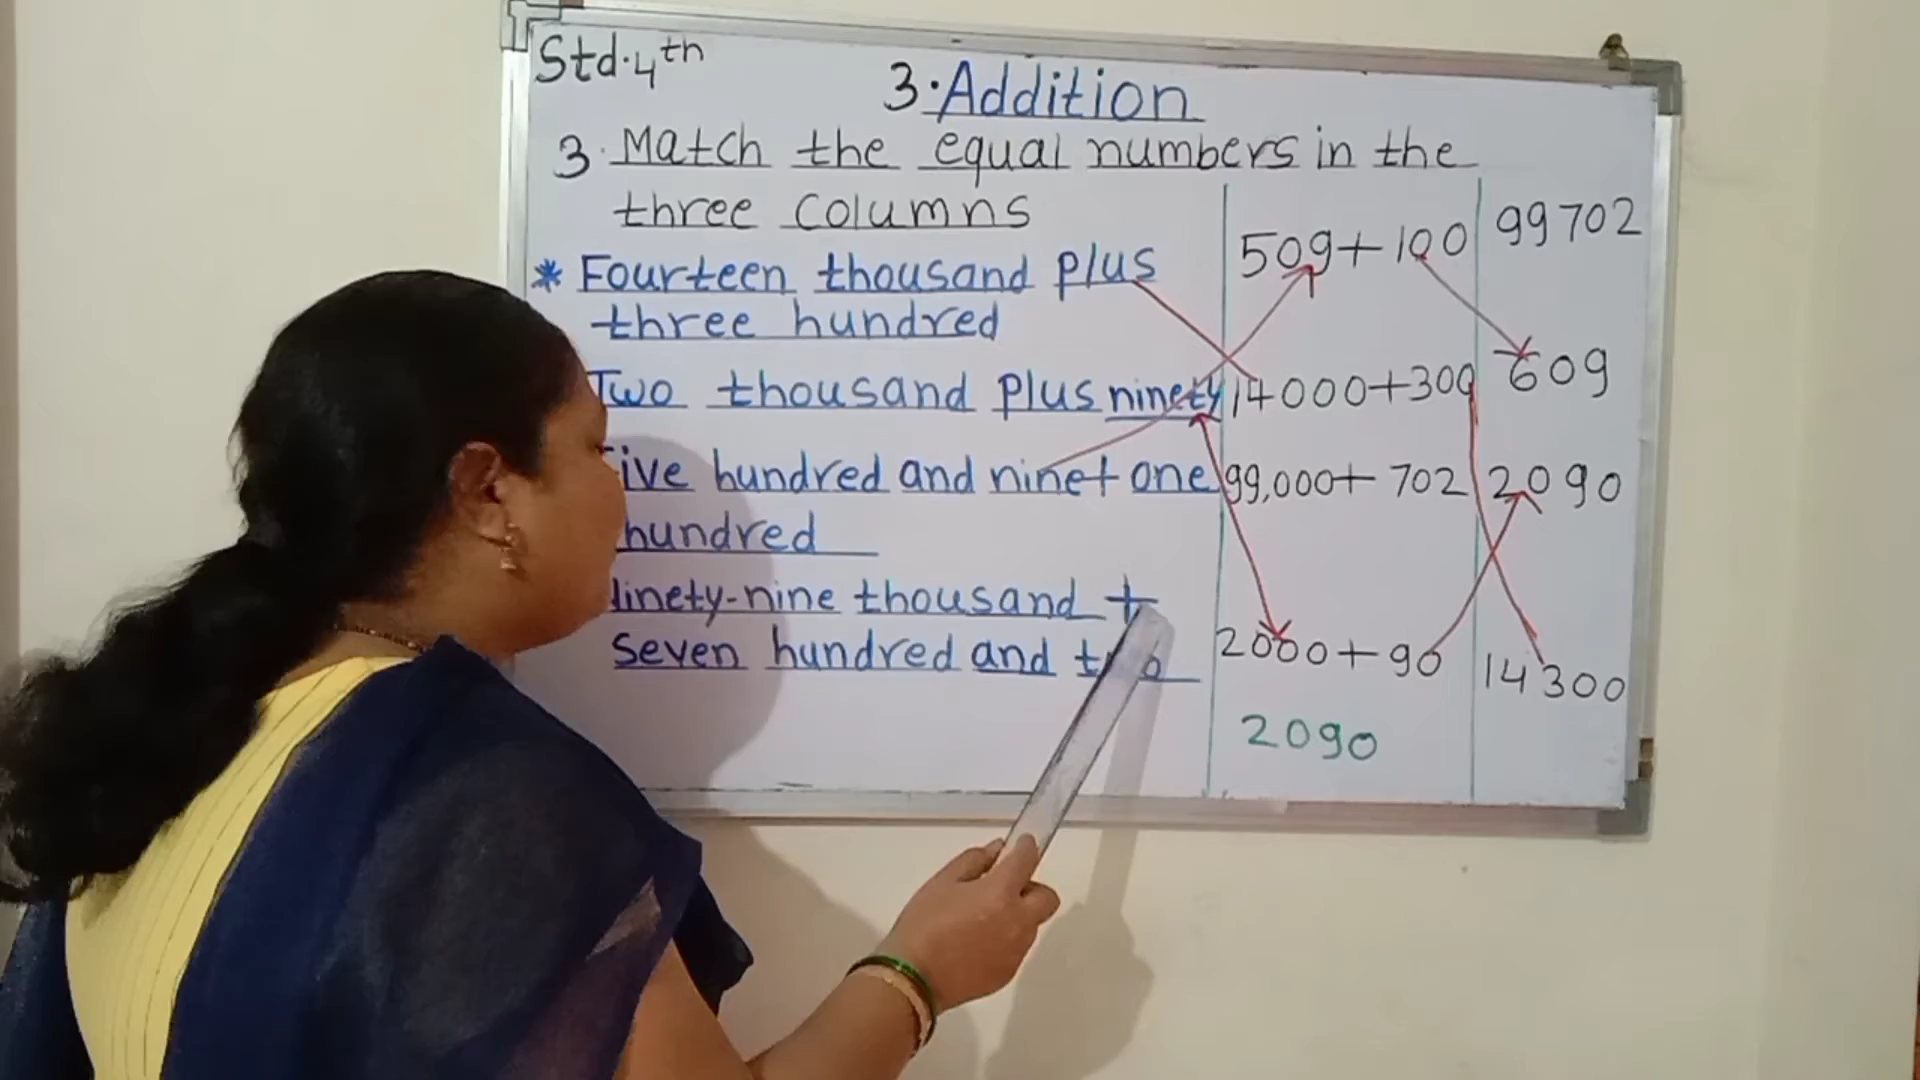 Std.4th
3. Addition
3. Match the equal numbers in the
three columns
* Fourteen thousand plus
three hundred
Two thousand plus ninety
ive hundred and nine + one
hundred
inety-nine thousand +
seven hundred and two
509+100
14000+300
99,000+ 702
2000+90
2090
99702
609
2090
14300